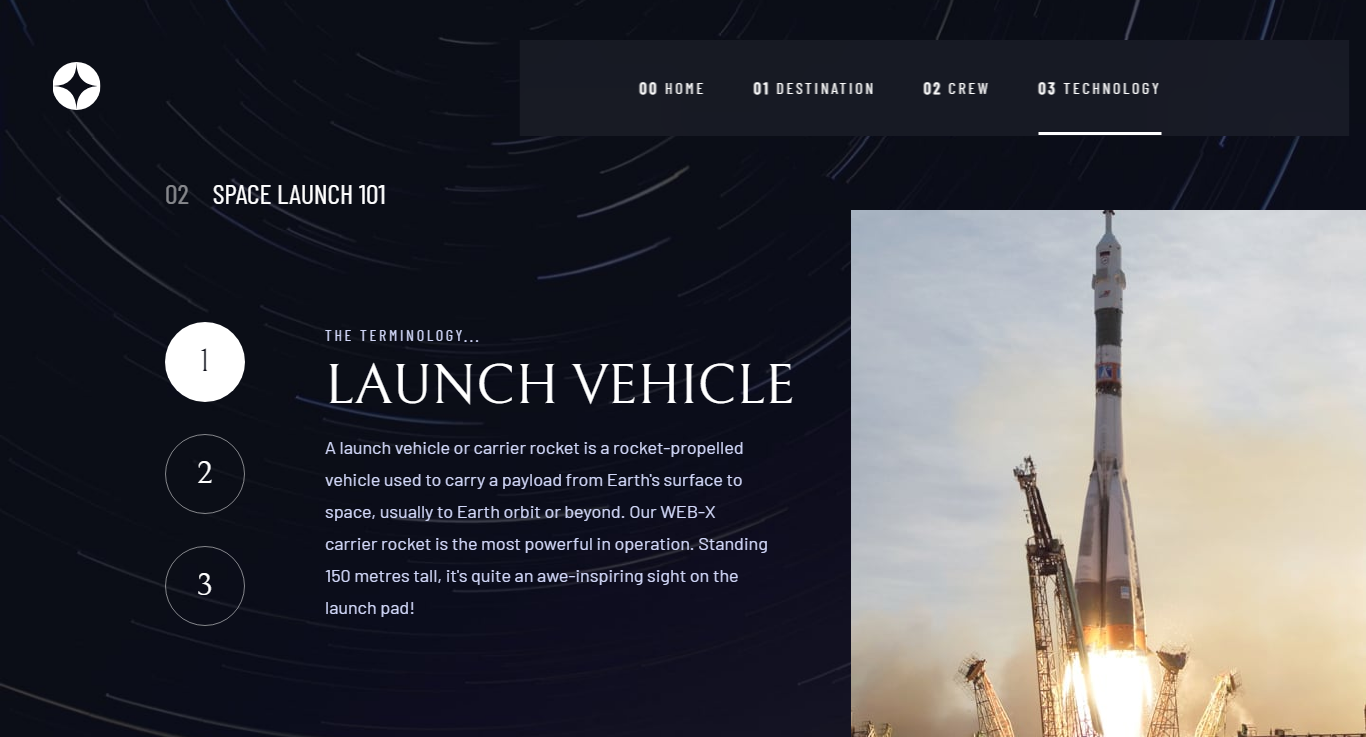 00 HOME 01 DESTINATION 02 CREW 03 TECHNOLOGY
02 SPACE LAUNCH 101
1
2
3
THE TERMINOLOGY...
LAUNCH VEHICLE
A launch vehicle or carrier rocket is a rocket-propelled
vehicle used to carry a payload from Earth's surface to
space, usually to Earth orbit or beyond. Our WEB-X
carrier rocket is the most powerful in operation. Standing
150 metres tall, it's quite an awe-inspiring sight on the
launch pad!